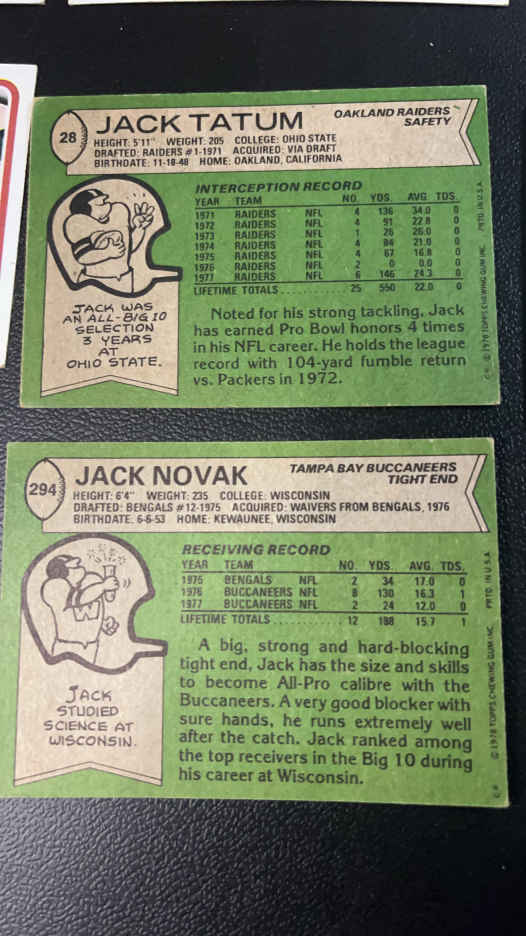 28
JACK TATUM
OAKLAND RAIDERS
SAFETY
HEIGHT: 5'11" WEIGHT: 205 COLLEGE: OHIO STATE
DRAFTED: RAIDERS #1-1971 ACQUIRED: VIA DRAFT
BIRTHDATE: 11-18-48 HOME: OAKLAND, CALIFORNIA
INTERCEPTION RECORD
YEAR TEAM NO. YDS. AVG. TDS.
1971 RAIDERS NFL 4 136 34.0 0
1972 RAIDERS NFL 4 91 22.8 0
1973 RAIDERS NFL 1 26 26.0 0
1974 RAIDERS NFL 4 84 21.0 0
1975 RAIDERS NFL 4 67 16.8 0
1976 RAIDERS NFL 2 0 0.0 0
1977 RAIDERS NFL 6 146 24.3 0
LIFETIME TOTALS............ 25 550 22.0 0
JACK WAS
AN ALL-BIG 10
SELECTION
3 YEARS
AT
OHIO STATE.
Noted for his strong tackling, Jack
has earned Pro Bowl honors 4 times
in his NFL career. He holds the league
record with 104-yard fumble return
vs. Packers in 1972.
© 1978 TOPPS CHEWING GUM INC. PRTD. IN U.S.A.
294
JACK NOVAK
TAMPA BAY BUCCANEERS
TIGHT END
HEIGHT: 6'4" WEIGHT: 235 COLLEGE: WISCONSIN
DRAFTED: BENGALS #12-1975 ACQUIRED: WAIVERS FROM BENGALS, 1976
BIRTHDATE: 6-6-53 HOME: KEWAUNEE, WISCONSIN
RECEIVING RECORD
YEAR TEAM NO. YDS. AVG. TDS.
1975 BENGALS NFL 2 34 17.0 0
1976 BUCCANEERS NFL 8 130 16.3 1
1977 BUCCANEERS NFL 2 24 12.0 0
LIFETIME TOTALS............ 12 188 15.7 1
JACK
STUDIED
SCIENCE AT
WISCONSIN.
A big, strong and hard-blocking
tight end, Jack has the size and skills
to become All-Pro calibre with the
Buccaneers. A very good blocker with
sure hands, he runs extremely well
after the catch. Jack ranked among
the top receivers in the Big 10 during
his career at Wisconsin.
© 1978 TOPPS CHEWING GUM INC. PRTD. IN U.S.A.